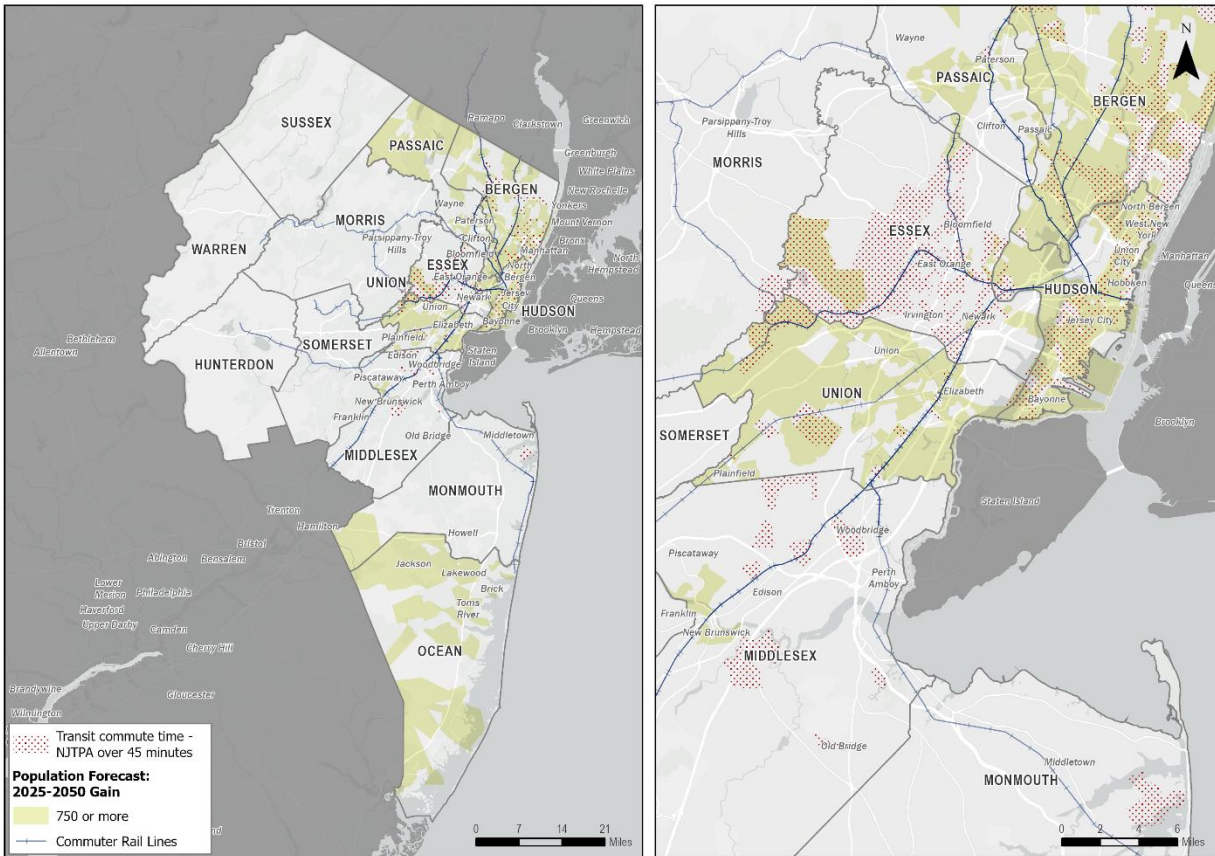 Ramapo
Clarkstown
Greenwich
SUSSEX
PASSAIC
Greenburgh
White Plains
New Rochelle
BERGEN
Yonkers
Wayne
Mount Vernon
MORRIS
Paterson
WARREN
Parsippany-Troy
Hills
Clifton
Bronx
Bloomfield
Manhattan
ESSEX
North
Bergen
North
Hempstead
UNION
East Orange
Newark
Jersey
City
Queens
HUDSON
Union
Elizabeth
Bayonne
Brooklyn
Hempstead
Bethlehem
Allentown
SOMERSET
Plainfield
Staten
Island
HUNTERDON
Edison
Woodbridge
Piscataway
Perth Amboy
New Brunswick
Franklin
Old Bridge
Middletown
MIDDLESEX
MONMOUTH
Trenton
Hamilton
Howell
Bristol
Abington
Bensalem
Jackson
Lakewood
Lower
Merion
Philadelphia
Brick
Haverford
Toms
River
Upper Darby
Camden
Cherry Hill
OCEAN
Brandywine
Gloucester
Wilmington
Transit commute time -
NJTPA over 45 minutes
Population Forecast:
2025-2050 Gain
750 or more
Commuter Rail Lines
0 7 14 21
Miles
N
Wayne
Paterson
PASSAIC
BERGEN
Parsippany-Troy
Hills
Clifton
Passaic
MORRIS
North Bergen
West New
York
ESSEX
Bloomfield
Union
City
Manhattan
East Orange
Hoboken
Queens
HUDSON
Irvington
Newark
Jersey City
Union
UNION
Elizabeth
Bayonne
SOMERSET
Brooklyn
Plainfield
Staten Island
Woodbridge
Piscataway
Perth
Amboy
Edison
Franklin
New Brunswick
MIDDLESEX
Old Bridge
Middletown
MONMOUTH
0 2 4 6
Miles